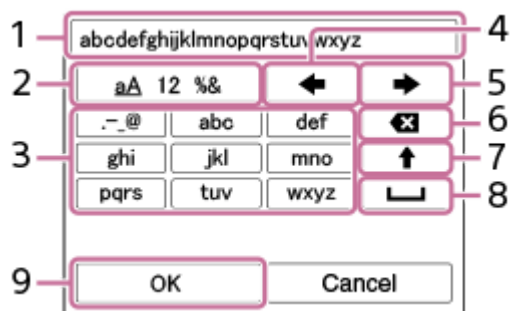 1 abcdefghijklmnopqrstuvwxyz 4
2 aA 12 %& 5
.-_@ abc def 6
3 ghi jkl mno 7
pqrs tuv wxyz 8
9 OK Cancel